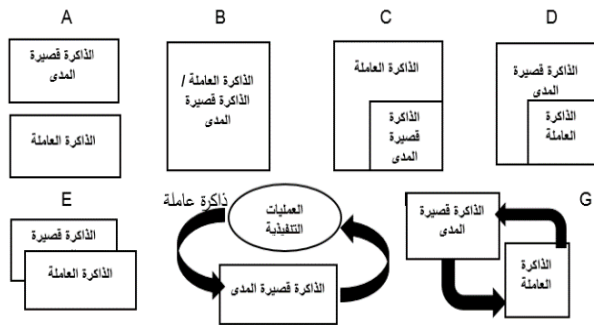 A
B
C
D
الذاكرة قصيرة
المدى
الذاكرة العاملة
الذاكرة العاملة /
الذاكرة قصيرة
المدى
الذاكرة العاملة
الذاكرة
قصيرة
المدى
الذاكرة قصيرة
المدى
الذاكرة
العاملة
E
الذاكرة قصيرة
الذاكرة العاملة
ذاكرة عاملة
العمليات
التنفيذية
الذاكرة قصيرة المدى
G
الذاكرة قصيرة
المدى
الذاكرة
العاملة